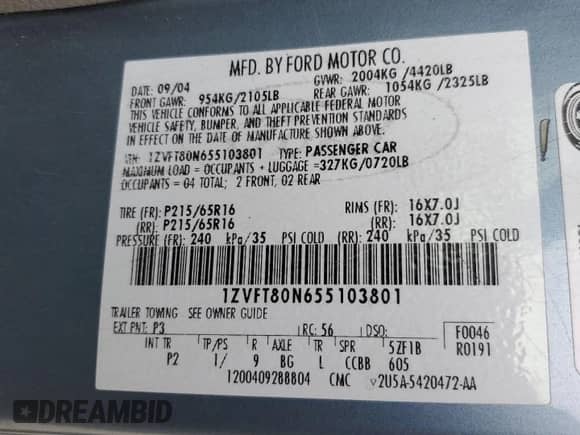 MFD. BY FORD MOTOR CO.
DATE: 09/04 GVWR: 2004KG /4420LB
FRONT GAWR: 954KG/2105LB REAR GAWR: 1054KG /2325LB
THIS VEHICLE CONFORMS TO ALL APPLICABLE FEDERAL MOTOR
VEHICLE SAFETY, BUMPER, AND THEFT PREVENTION STANDARDS
IN EFFECT ON THE DATE OF MANUFACTURE SHOWN ABOVE.
VIN: 1ZVFT80N655103801 TYPE: PASSENGER CAR
MAXIMUM LOAD = OCCUPANTS + LUGGAGE =327KG/0720LB
OCCUPANTS = 04 TOTAL; 2 FRONT, 02 REAR
TIRE (FR): P215/65R16 RIMS (FR): 16X7.0J
(RR): P215/65R16 (RR): 16X7.0J
PRESSURE (FR): 240 kPa/35 PSI COLD (RR): 240 kPa/35 PSI COLD
1ZVFT80N655103801
TRAILER TOWING SEE OWNER GUIDE
EXT PNT: P3 RC: 56 DSO: F0046
INT TR TP/PS R AXLE TR SPR 5ZF1B R0191
P2 1/ 9 BG L CCBB 605
1200409288804 CMC V2U5A-5420472-AA
DREAMBID